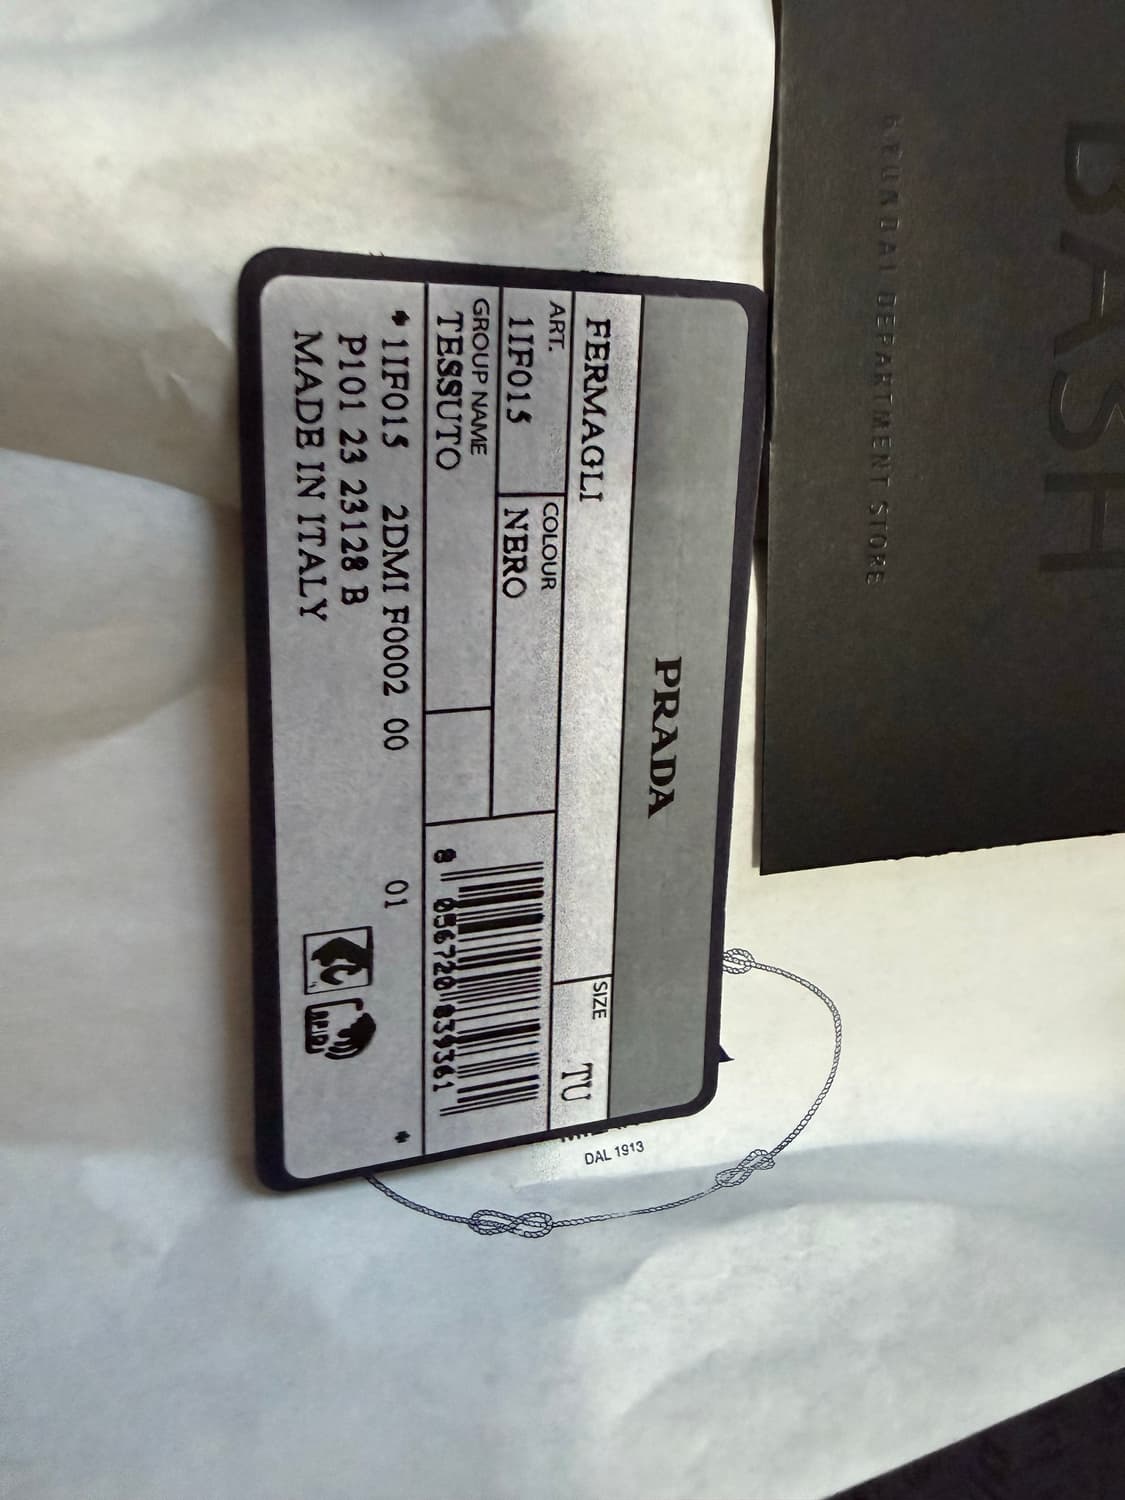 BASH
DEPARTMENT STORE
PRADA
FERMAGLI
SIZE
TU
ART.
1IF015
COLOUR
NERO
GROUP NAME
TESSUTO
8 056720 839361
*1IF015 2DMI F0002 00 01
P101 23 23128 B
MADE IN ITALY
RFID
*
DAL 1913